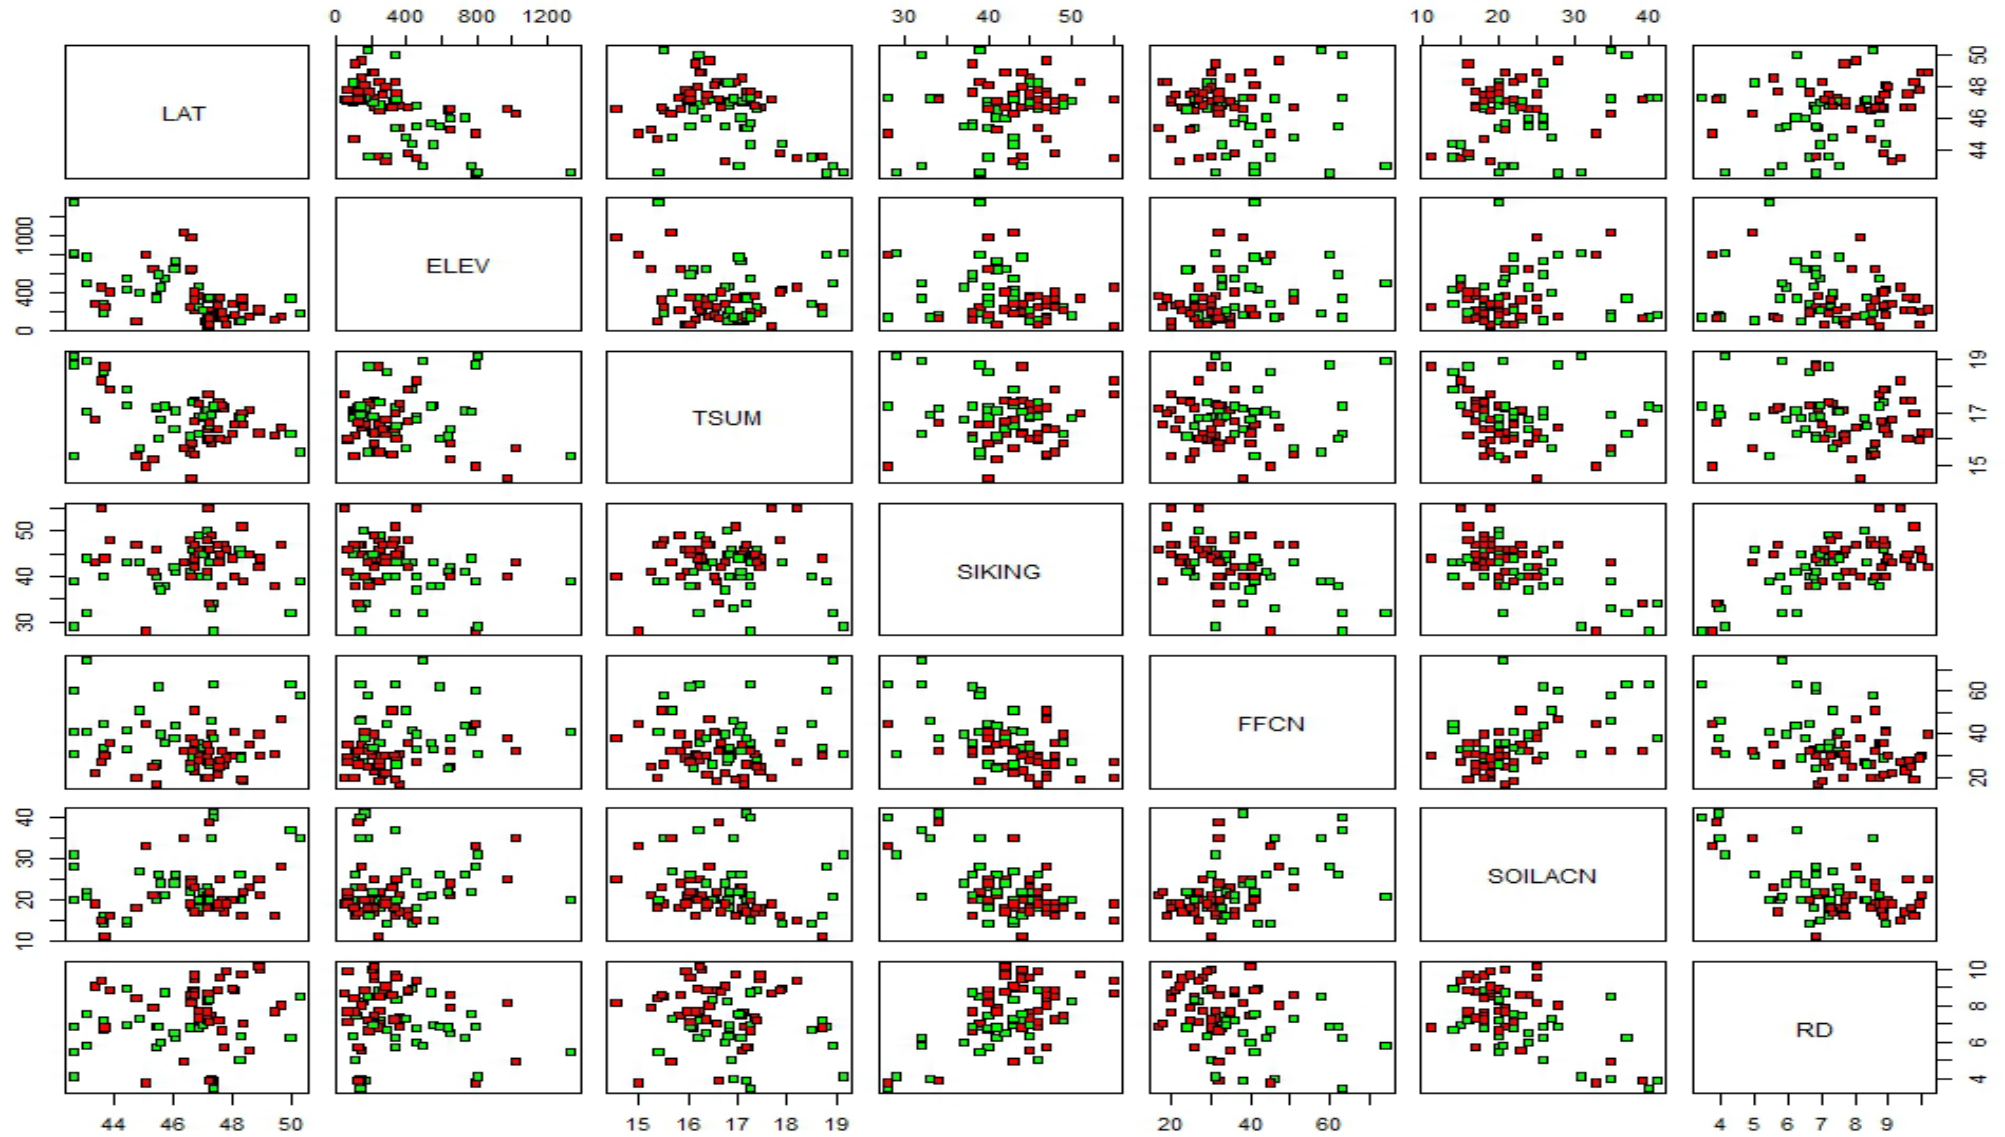 0 400 800 1200 30 40 50 10 20 30 40
LAT
44 46 48 50
0 400 1000
ELEV
TSUM
15 17 19
30 40 50
SIKING
FFCN
20 40 60
10 20 30 40
SOILACN
RD
4 6 8 10
44 46 48 50 15 16 17 18 19 20 40 60 4 5 6 7 8 9